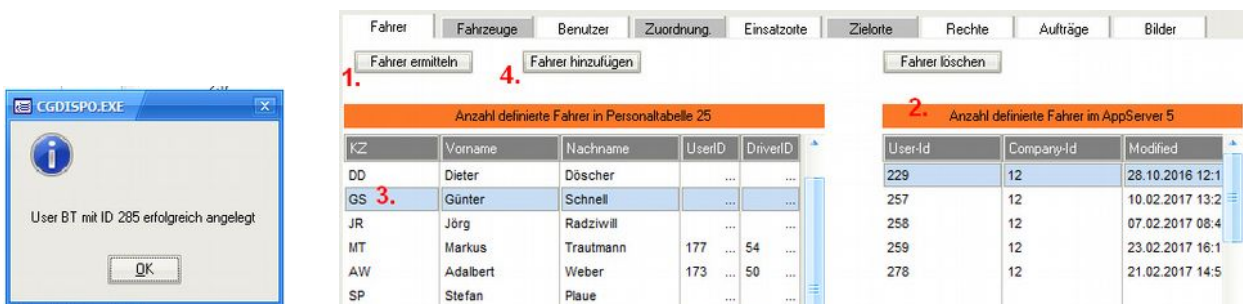 CGDISPO.EXE
User BT mit ID 285 erfolgreich angelegt
OK
Fahrer Fahrzeuge Benutzer Zuordnung. Einsatzorte Zielorte Rechte Aufträge Bilder
1. Fahrer ermitteln 4. Fahrer hinzufügen Fahrer löschen
Anzahl definierte Fahrer in Personaltabelle 25
KZ Vorname Nachname UserID DriverID
DD Dieter Döscher ... ...
GS 3. Günter Schnell ... ...
JR Jörg Radziwill ... ...
MT Markus Trautmann 177 ... 54 ...
AW Adalbert Weber 173 ... 50 ...
SP Stefan Plaue ... ...
2. Anzahl definierte Fahrer im AppServer 5
User-Id Company-Id Modified
229 12 28.10.2016 12:1
257 12 10.02.2017 13:2
258 12 07.02.2017 08:4
259 12 23.02.2017 16:1
278 12 21.02.2017 14:5